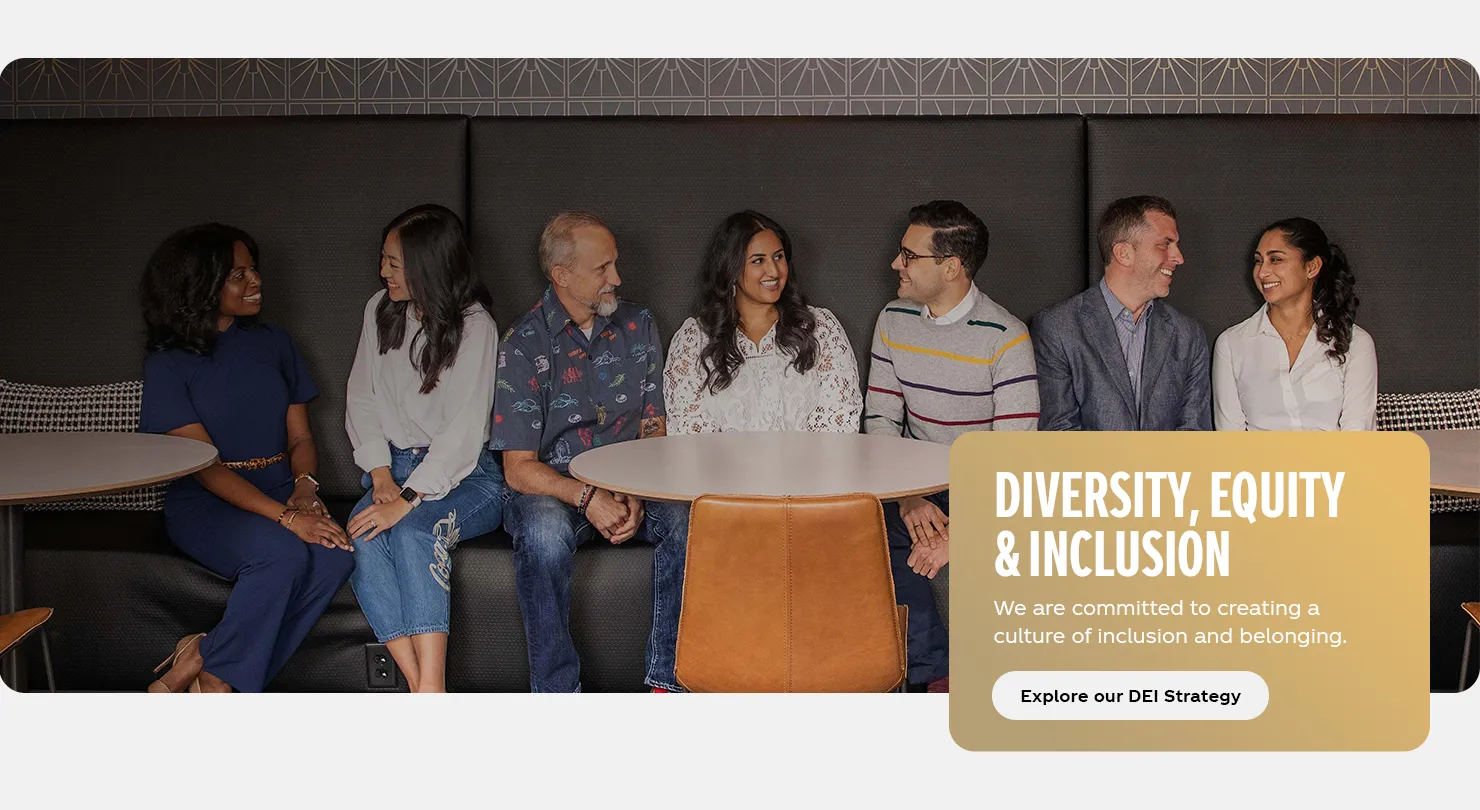 DIVERSITY, EQUITY
& INCLUSION
We are committed to creating a
culture of inclusion and belonging.
Explore our DEI Strategy